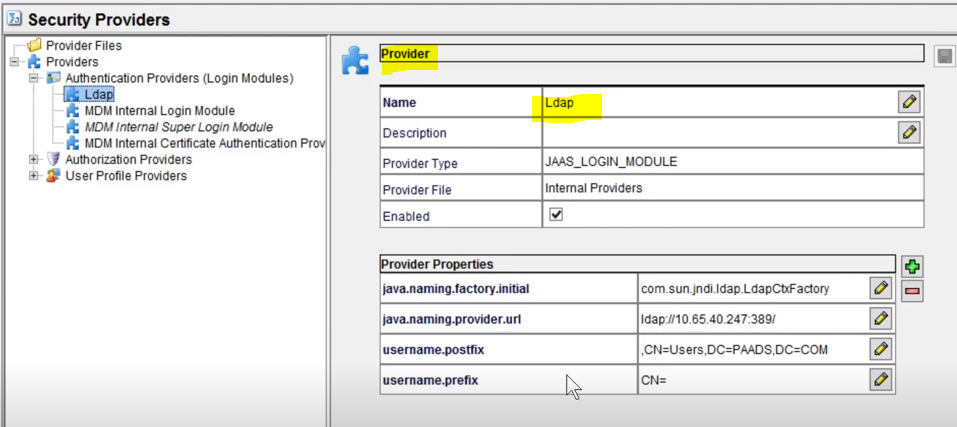 Security Providers
Provider Files
Providers
Authentication Providers (Login Modules)
Ldap
MDM Internal Login Module
MDM Internal Super Login Module
MDM Internal Certificate Authentication Prov
Authorization Providers
User Profile Providers
Provider
Name Ldap
Description
Provider Type JAAS_LOGIN_MODULE
Provider File Internal Providers
Enabled
Provider Properties
java.naming.factory.initial com.sun.jndi.ldap.LdapCtxFactory
java.naming.provider.url ldap://10.65.40.247:389/
username.postfix ,CN=Users,DC=PAADS,DC=COM
username.prefix CN=